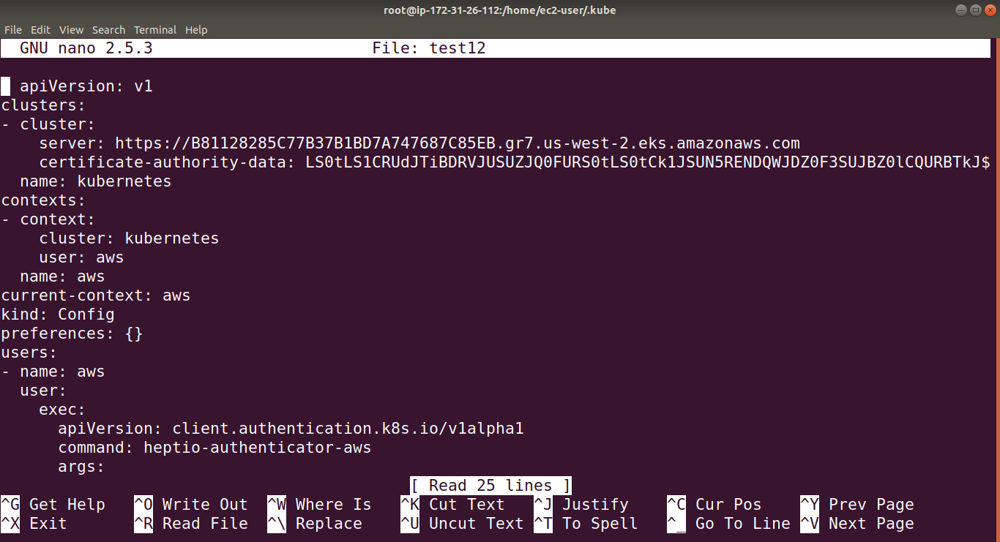 root@ip-172-31-26-112:/home/ec2-user/.kube
File Edit View Search Terminal Help
GNU nano 2.5.3 File: test12
  apiVersion: v1
clusters:
- cluster:
    server: https://B81128285C77B37B1BD7A747687C85EB.gr7.us-west-2.eks.amazonaws.com
    certificate-authority-data: LS0tLS1CRUdJTiBDRVJUSUZJQ0FURS0tLS0tCk1JSUN5RENDQWJDZ0F3SUJBZ0lCQURBTkJ$
  name: kubernetes
contexts:
- context:
    cluster: kubernetes
    user: aws
  name: aws
current-context: aws
kind: Config
preferences: {}
users:
- name: aws
  user:
    exec:
      apiVersion: client.authentication.k8s.io/v1alpha1
      command: heptio-authenticator-aws
      args:
[ Read 25 lines ]
^G Get Help ^O Write Out ^W Where Is ^K Cut Text ^J Justify ^C Cur Pos ^Y Prev Page
^X Exit ^R Read File ^\ Replace ^U Uncut Text ^T To Spell ^_ Go To Line ^V Next Page